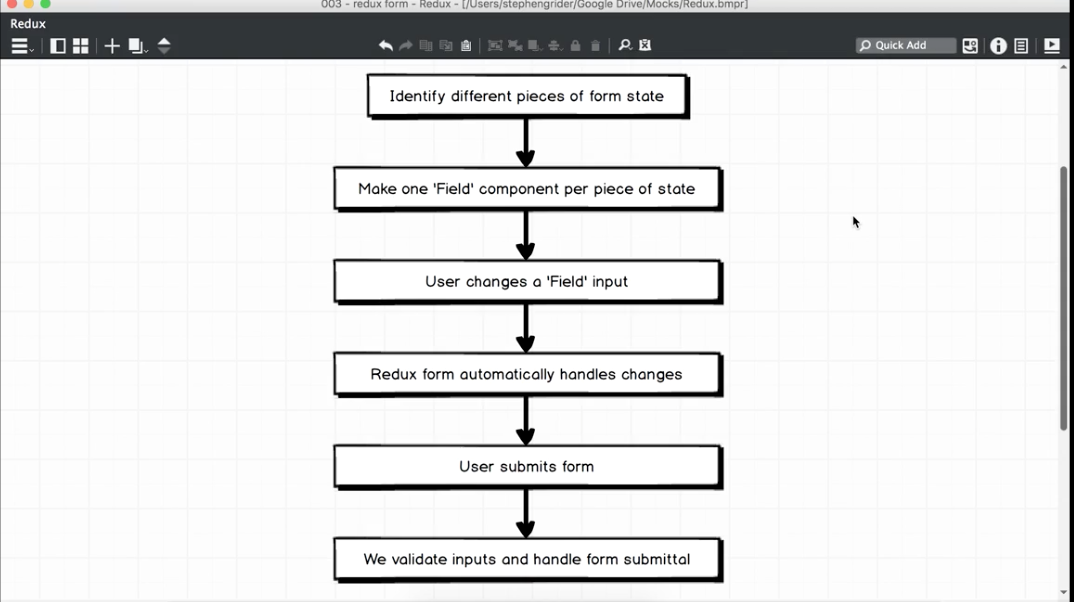 003 - redux form - Redux - [/Users/stephengrider/Google Drive/Mocks/Redux.bmpr]
Redux
Quick Add
Identify different pieces of form state
Make one 'Field' component per piece of state
User changes a 'Field' input
Redux form automatically handles changes
User submits form
We validate inputs and handle form submittal